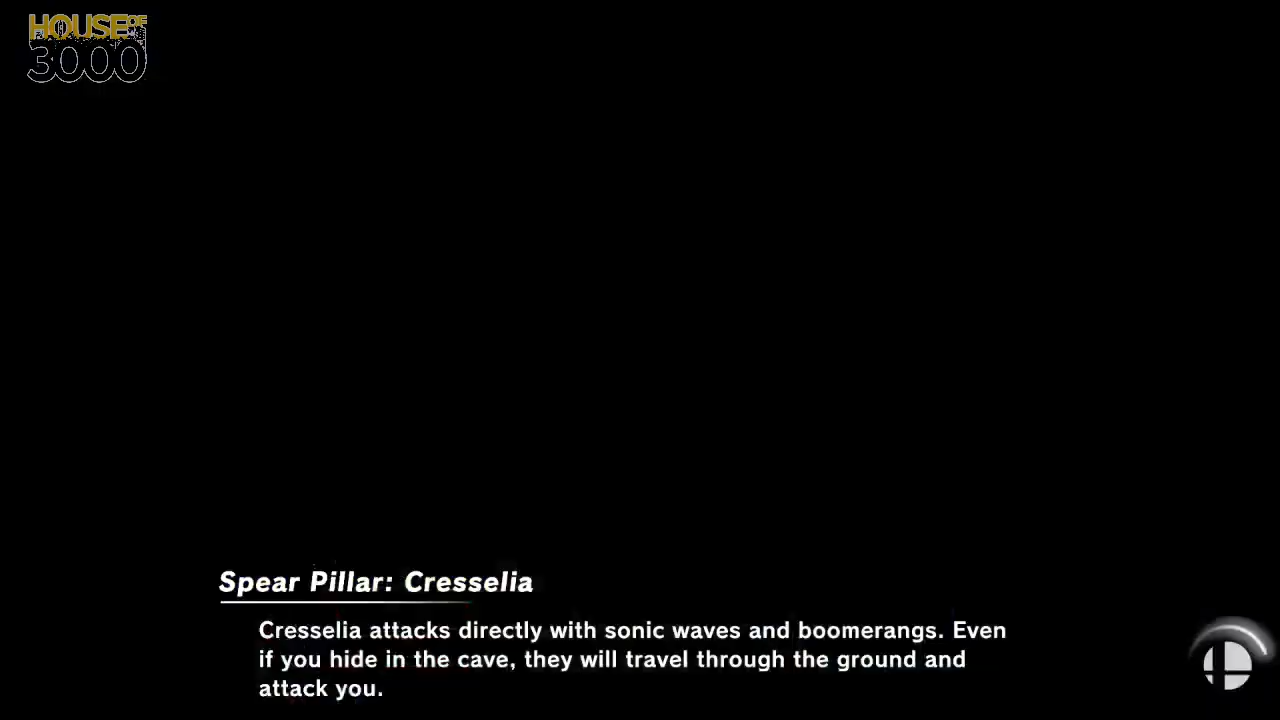 HOUSE OF
3000
Spear Pillar: Cresselia
Cresselia attacks directly with sonic waves and boomerangs. Even
if you hide in the cave, they will travel through the ground and
attack you.